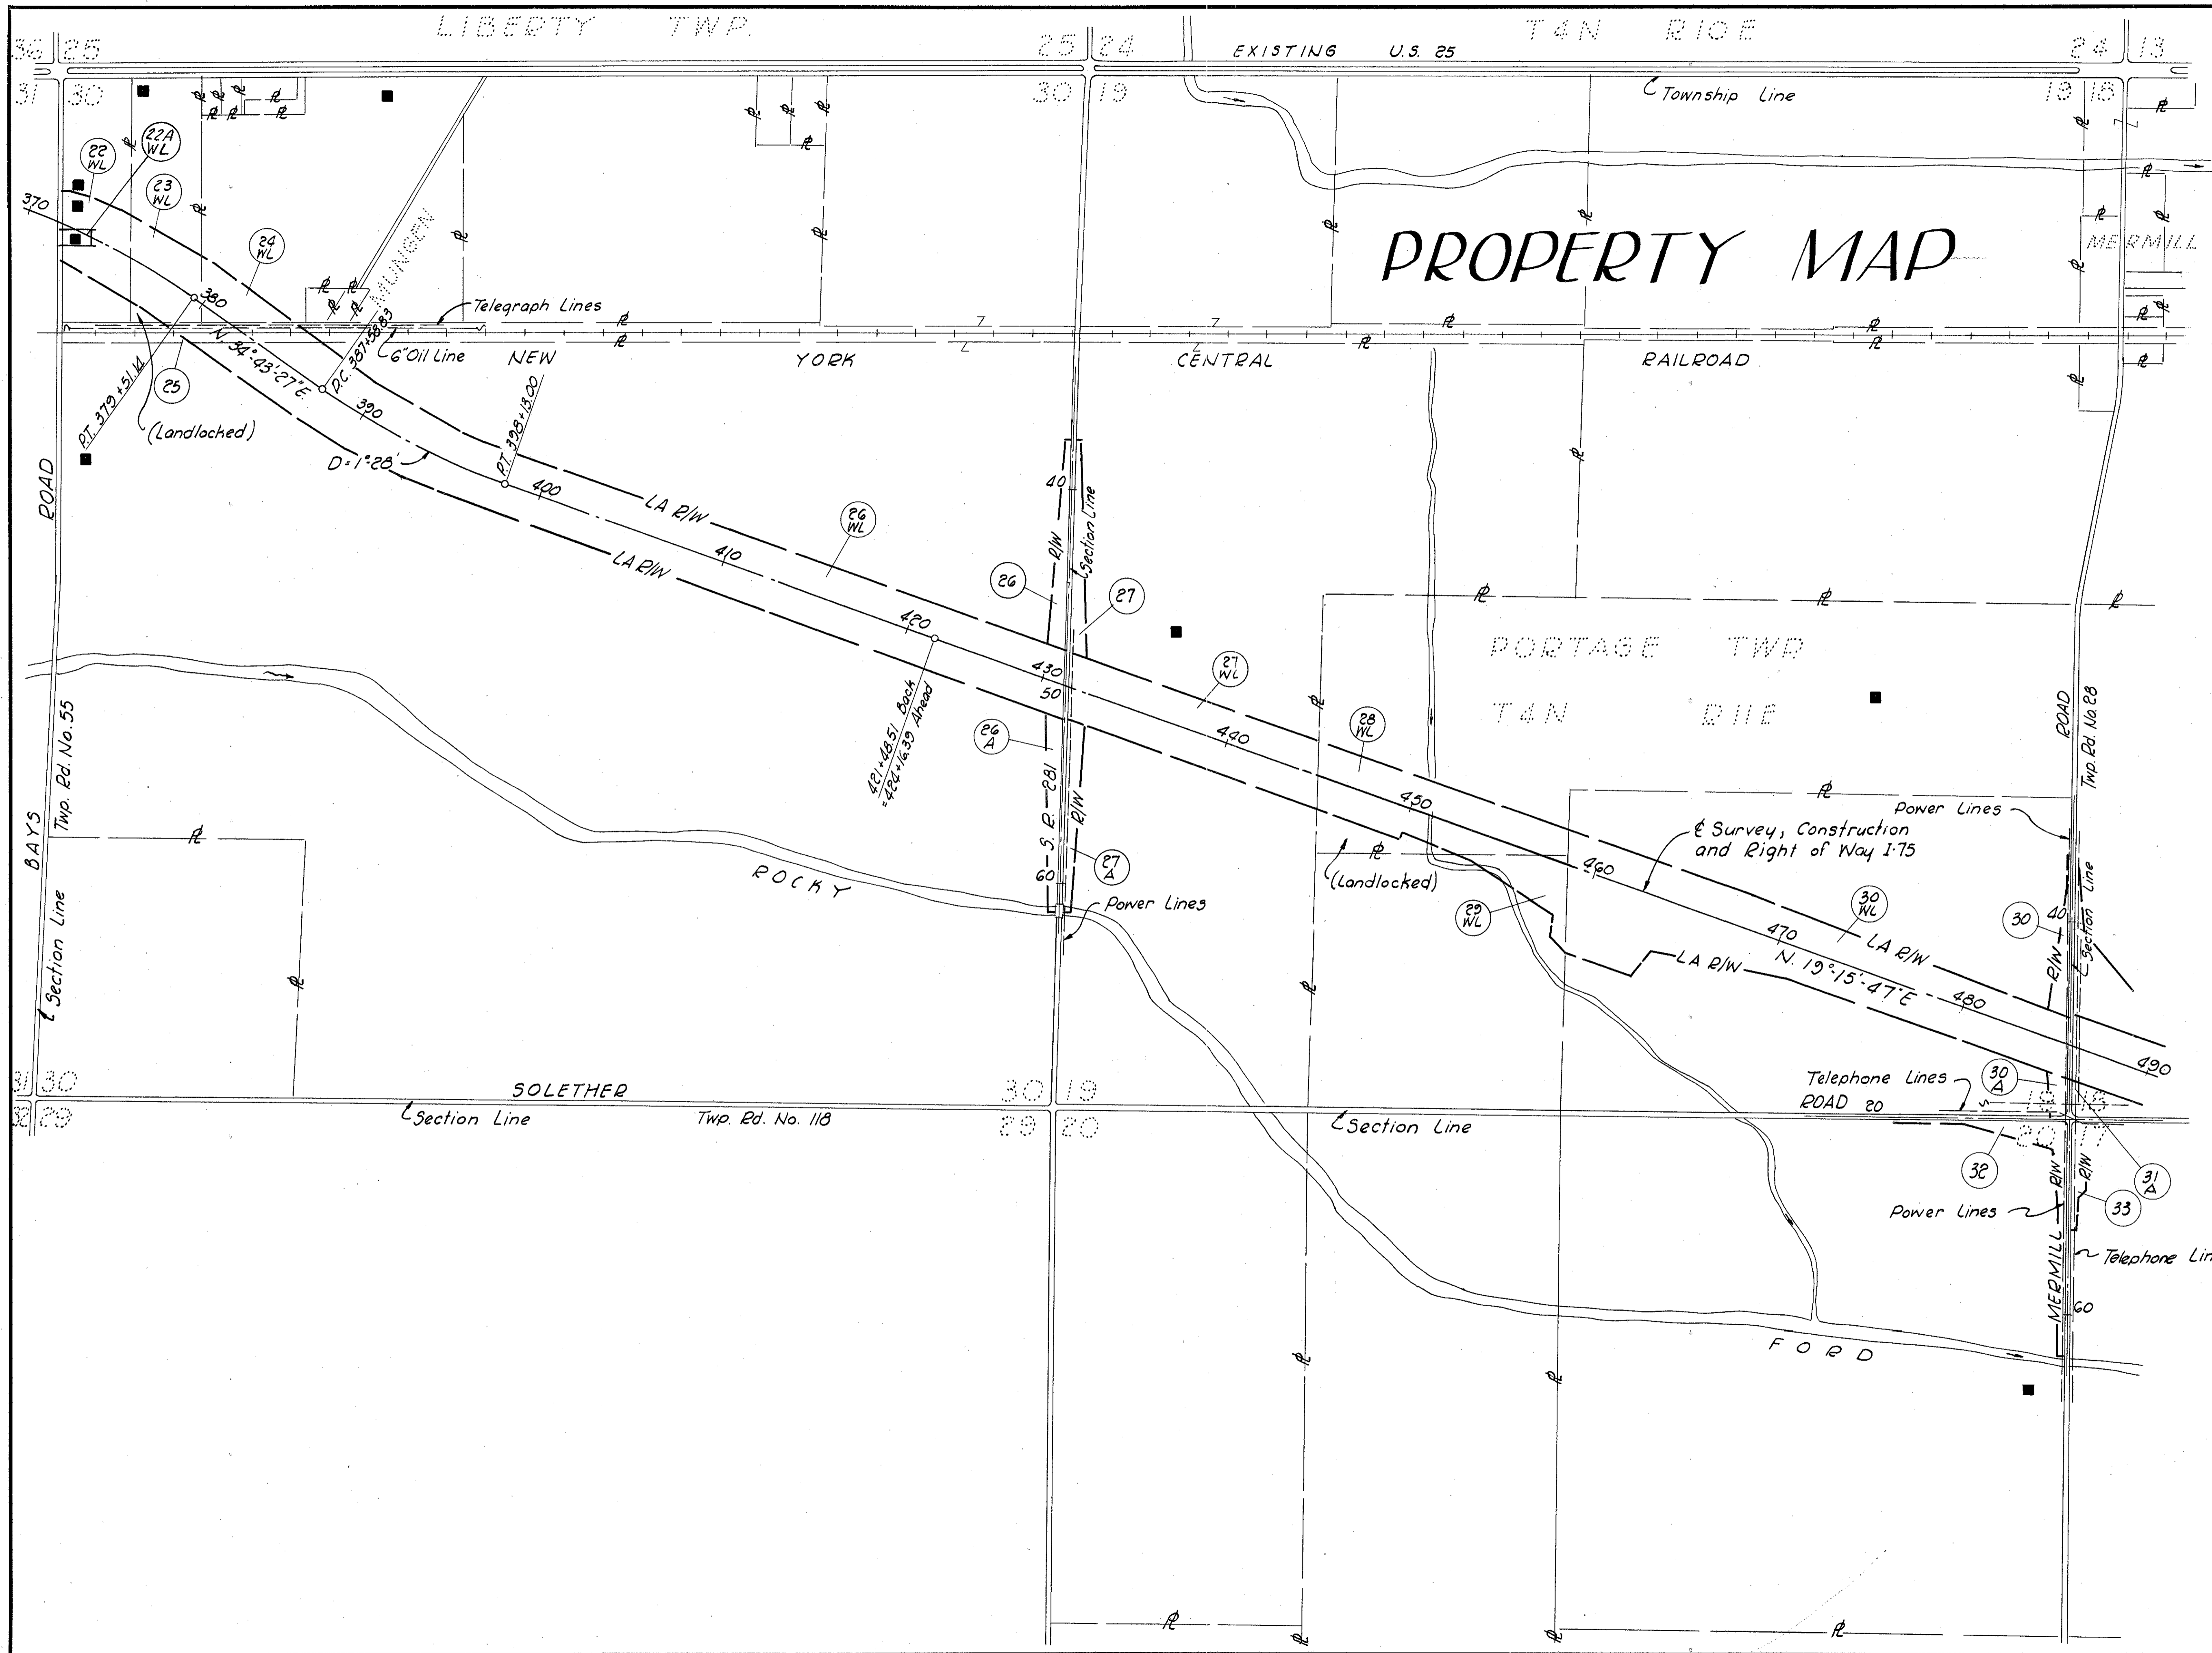 LIBERTY TWP.
T4N R10E
36 25
25 24
24 13
EXISTING U.S. 25
31 30
30 19
19 18
Township Line
22A
WL
22
WL
23
WL
24
WL
370
PROPERTY MAP
MERMILL
MUNGEN
380
Telegraph Lines
6" Oil Line
NEW YORK CENTRAL RAILROAD
N. 34°-43'-27" E.
P.C. 387+58.83
P.T. 379+51.14
25
(Landlocked)
390
D=1°-28'
P.T. 398+13.00
400
ROAD
LA R/W
26
WL
40
R/W
Section Line
410
LA R/W
26
27
420
27
WL
PORTAGE TWP.
T4N R11E
430
50
421+48.51 Back
=424+16.39 Ahead
28
WL
26
A
440
ROAD
Twp. Rd. No. 28
BAYS
Twp. Rd. No. 55
S. R. 281
R/W
450
Power Lines
Survey, Construction
and Right of Way I-75
27
A
(Landlocked)
460
60
ROCKY
Power Lines
29
WL
30
WL
30
40
Section Line
R/W
470
LA R/W
LA R/W
N. 19°-15'-47" E
480
Section Line
490
31 30
SOLETHER
30 19
Telephone Lines
30
A
ROAD 20
19 18
32 29
Section Line
Twp. Rd. No. 118
29 20
Section Line
20 17
32
31
A
R/W
R/W
33
Power Lines
Telephone Lin
MERMILL
60
FORD